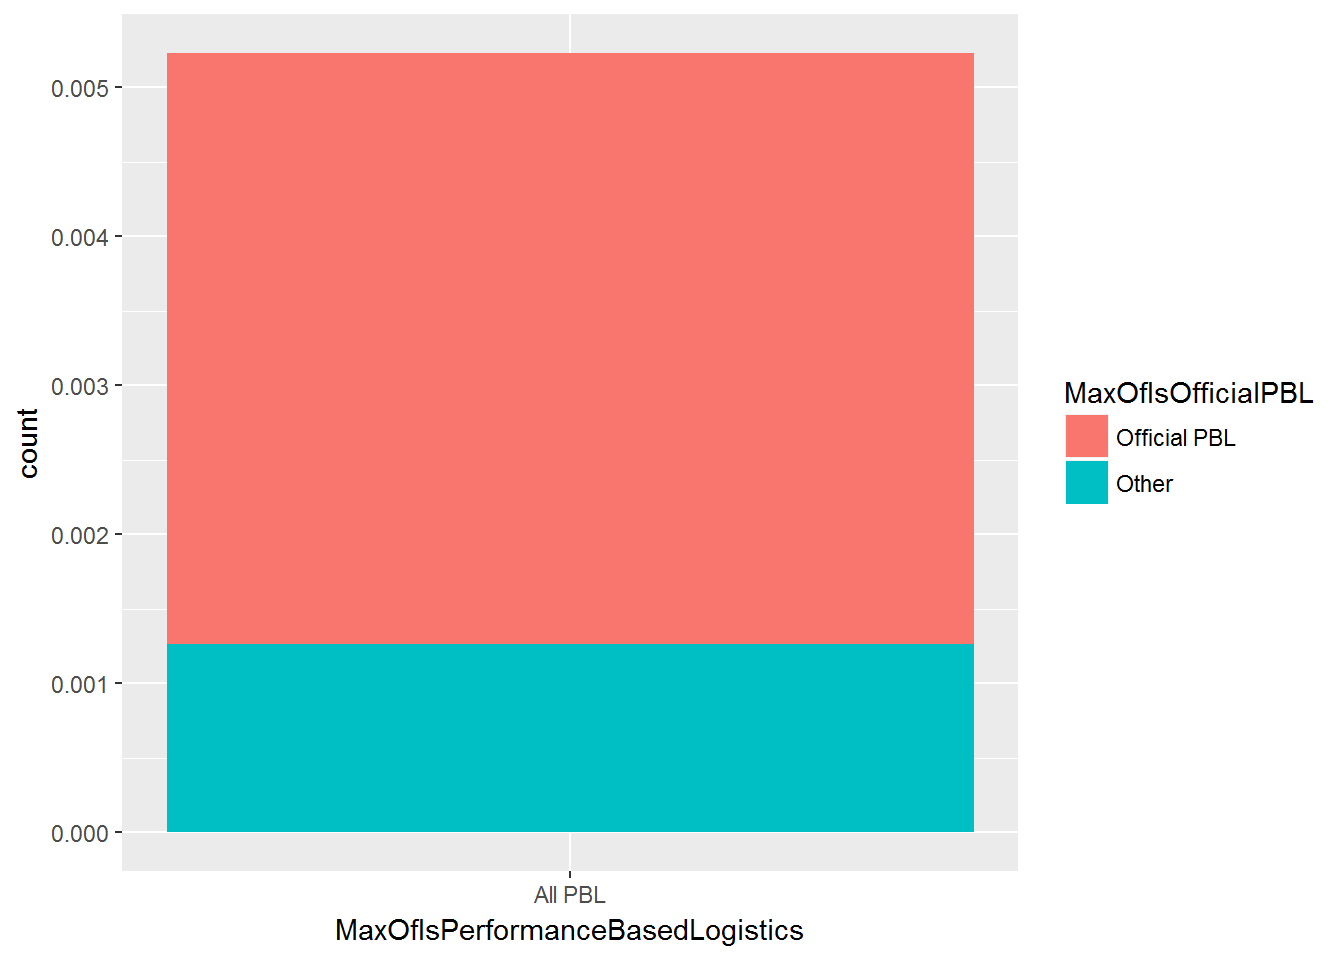 0.005
0.004
0.003
0.002
0.001
0.000
count
All PBL
MaxOfIsPerformanceBasedLogistics
MaxOfIsOfficialPBL
Official PBL
Other